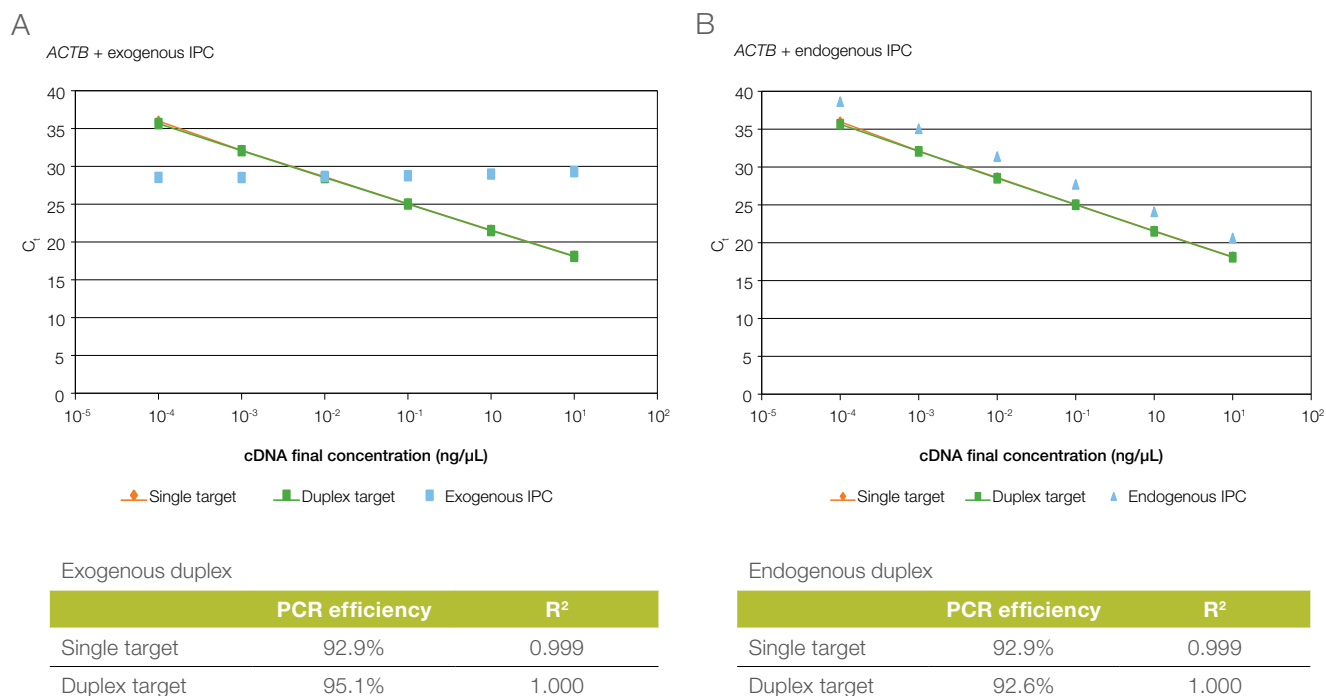 A
ACTB + exogenous IPC
40
35
30
25
20
15
10
5
0
Cₜ
10⁻⁵ 10⁻⁴ 10⁻³ 10⁻² 10⁻¹ 10 10¹ 10²
cDNA final concentration (ng/µL)
Single target Duplex target Exogenous IPC
Exogenous duplex
PCR efficiency R²
Single target 92.9% 0.999
Duplex target 95.1% 1.000
B
ACTB + endogenous IPC
40
35
30
25
20
15
10
5
0
Cₜ
10⁻⁵ 10⁻⁴ 10⁻³ 10⁻² 10⁻¹ 10 10¹ 10²
cDNA final concentration (ng/µL)
Single target Duplex target Endogenous IPC
Endogenous duplex
PCR efficiency R²
Single target 92.9% 0.999
Duplex target 92.6% 1.000